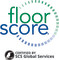 floor
score
CERTIFIED BY
SCS Global Services